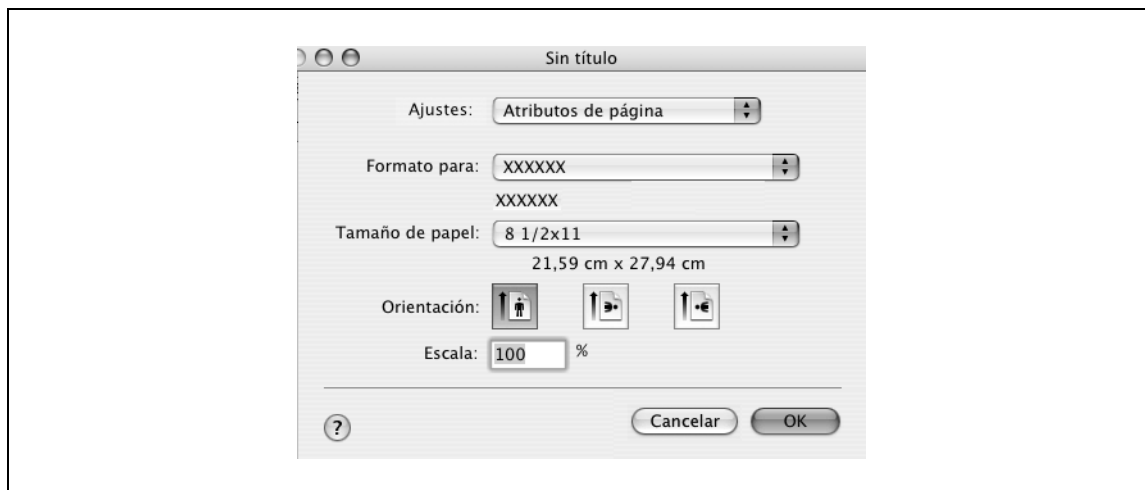 Sin título
Ajustes: Atributos de página
Formato para: XXXXXX
XXXXXX
Tamaño de papel: 8 1/2x11
21,59 cm x 27,94 cm
Orientación:
Escala: 100 %
? Cancelar OK